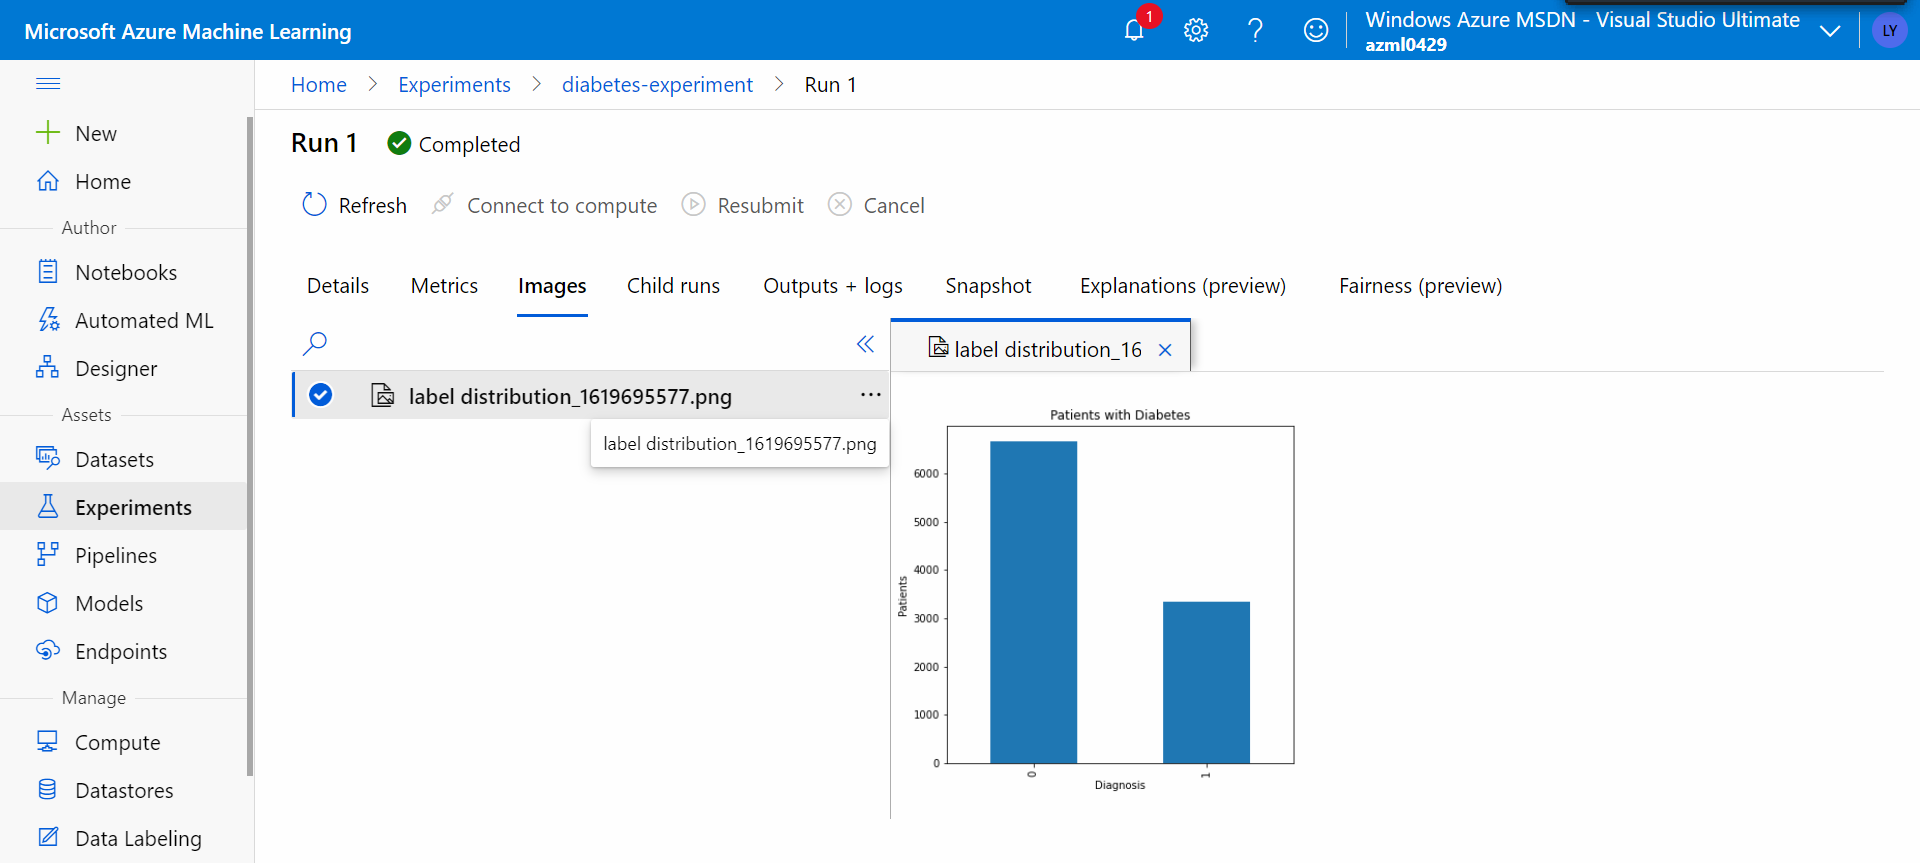 Microsoft Azure Machine Learning
1
Windows Azure MSDN - Visual Studio Ultimate
azml0429
LY
Home > Experiments > diabetes-experiment > Run 1
New
Home
Author
Notebooks
Automated ML
Designer
Assets
Datasets
Experiments
Pipelines
Models
Endpoints
Manage
Compute
Datastores
Data Labeling
Run 1 Completed
Refresh Connect to compute Resubmit Cancel
Details Metrics Images Child runs Outputs + logs Snapshot Explanations (preview) Fairness (preview)
label distribution_1619695577.png ...
label distribution_1619695577.png
label distribution_16
Patients with Diabetes
6000
5000
4000
3000
2000
1000
0
Patients
0 1
Diagnosis